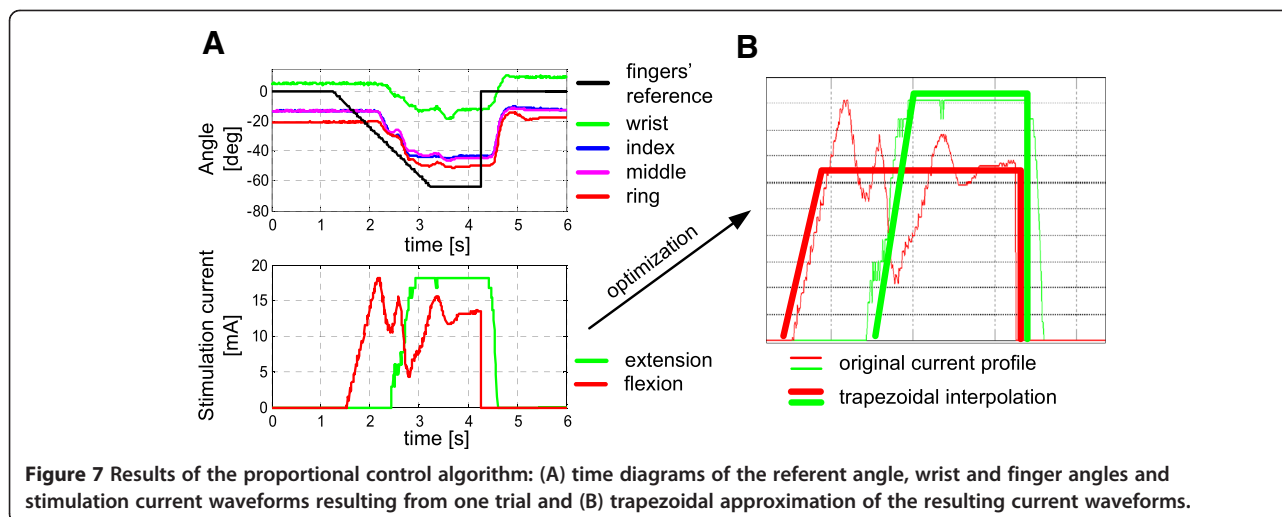 A
0
-20
-40
-60
-80
Angle
[deg]
0 1 2 3 4 5 6
time [s]
fingers'
reference
wrist
index
middle
ring
20
15
10
5
0
Stimulation current
[mA]
0 1 2 3 4 5 6
time [s]
extension
flexion
optimization
B
original current profile
trapezoidal interpolation
Figure 7 Results of the proportional control algorithm: (A) time diagrams of the referent angle, wrist and finger angles and
stimulation current waveforms resulting from one trial and (B) trapezoidal approximation of the resulting current waveforms.